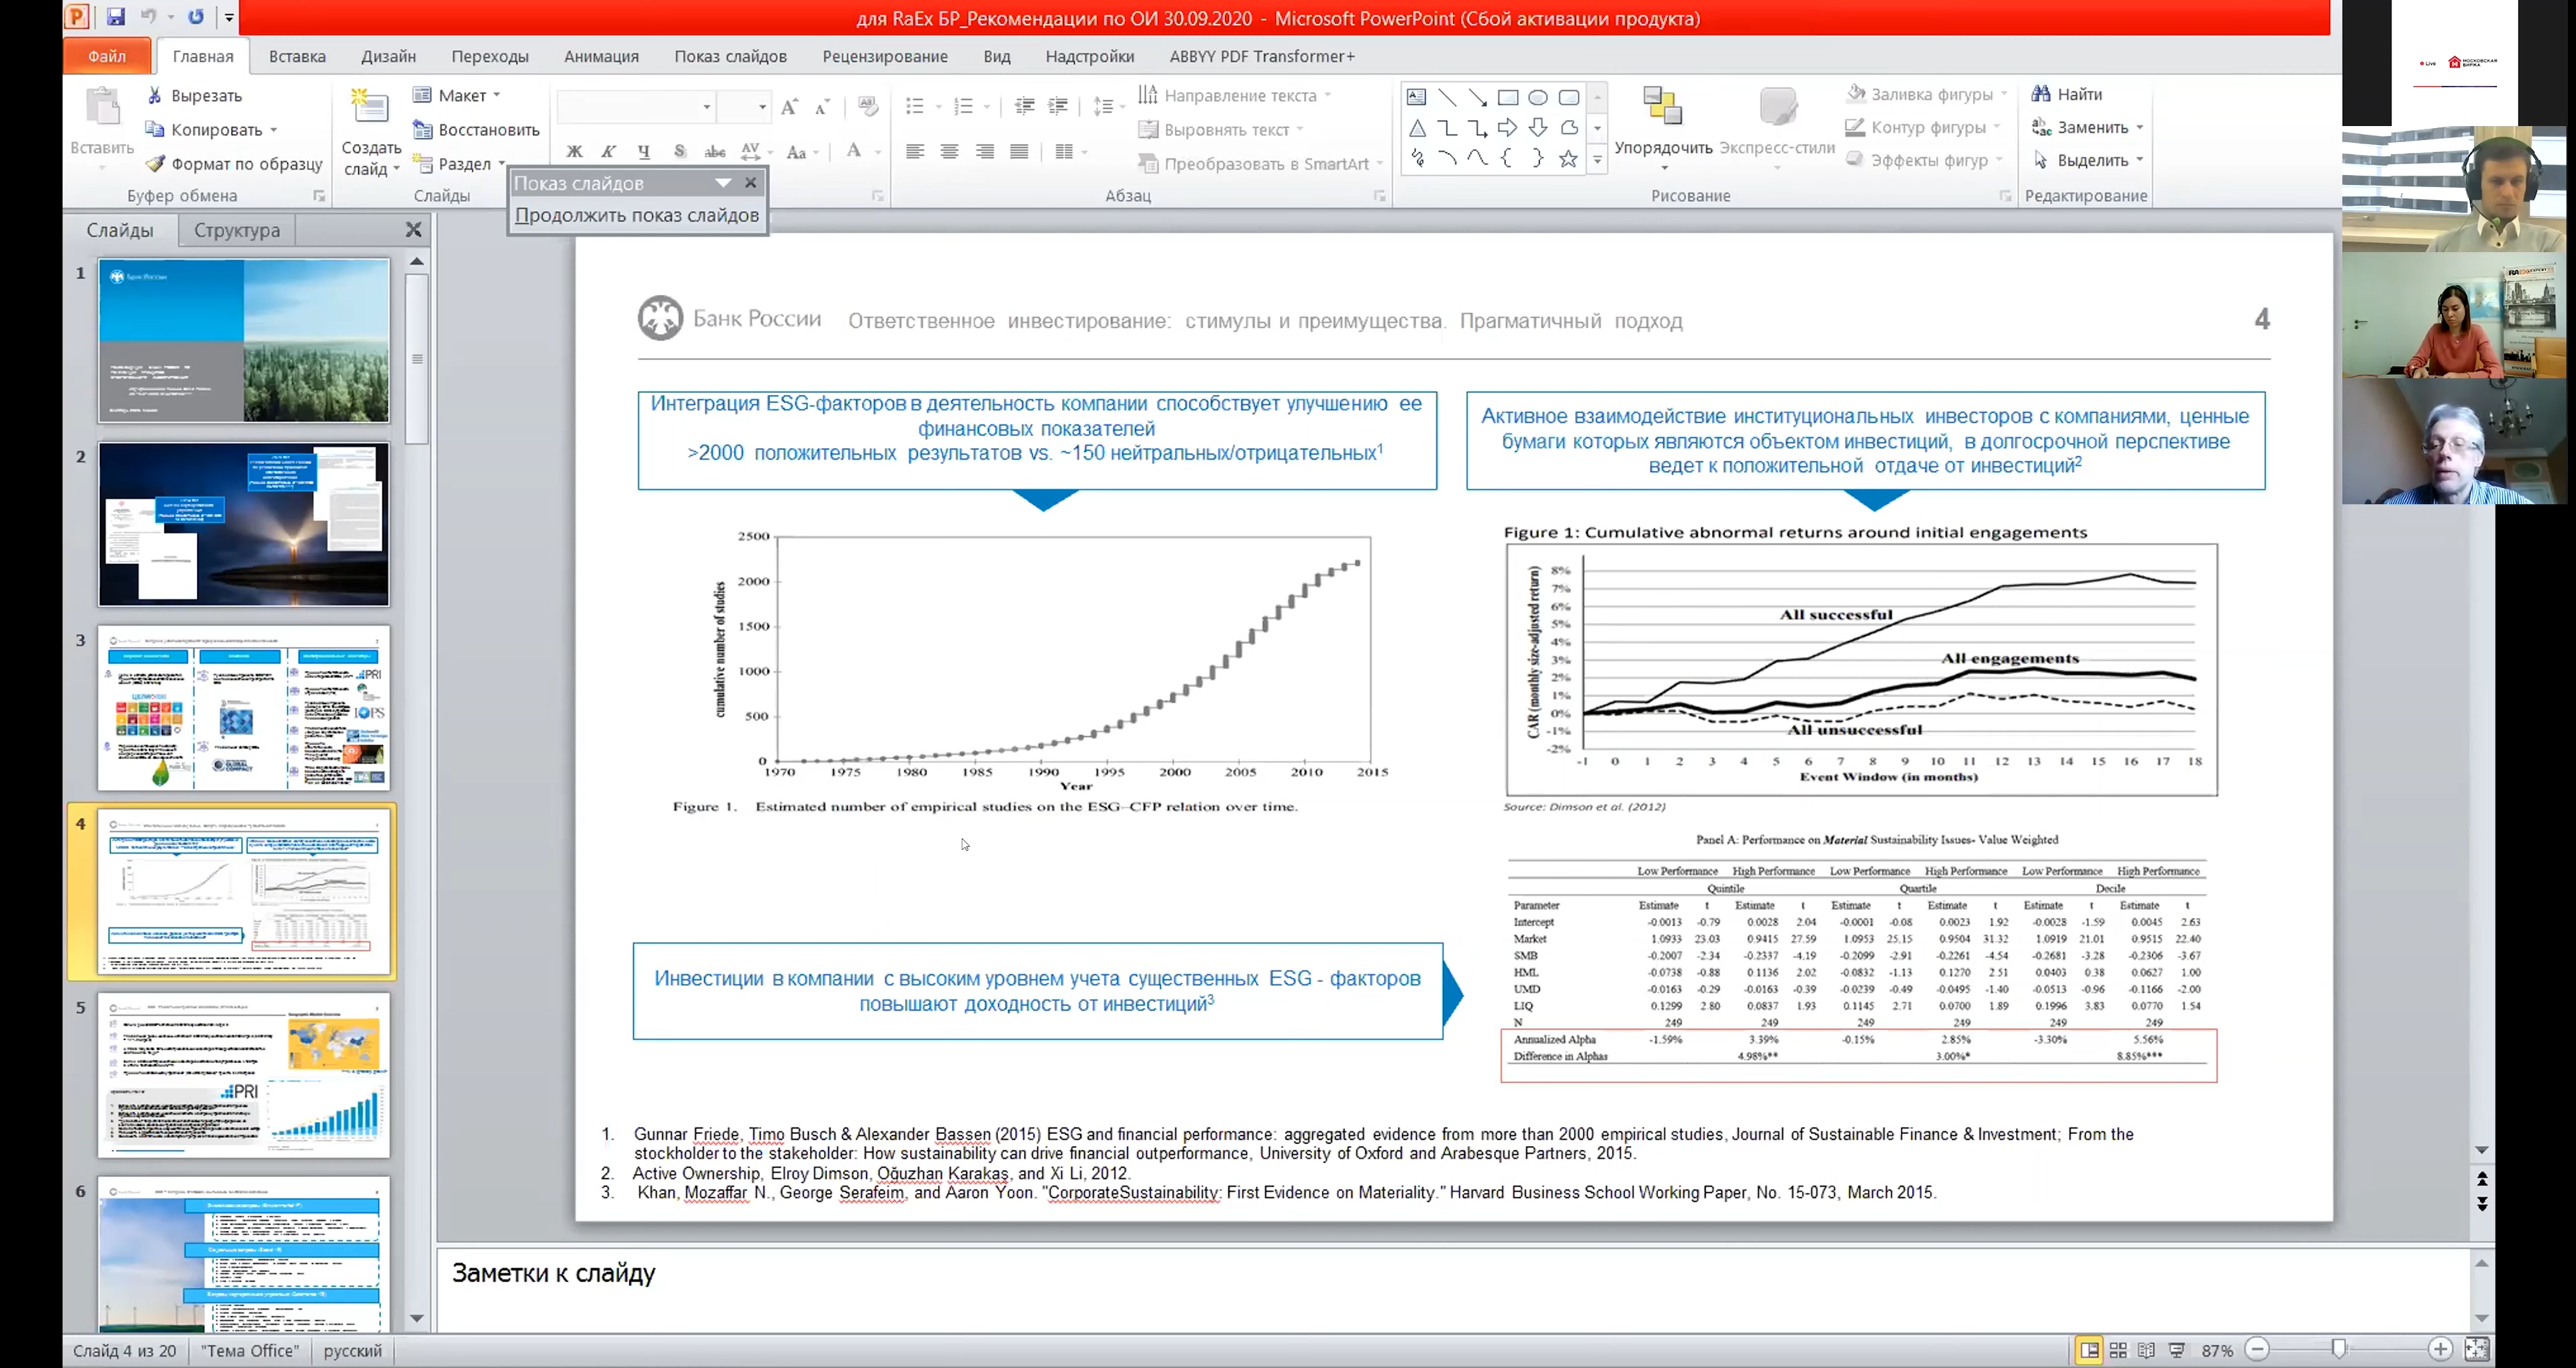 для RaEx БР_Рекомендации по ОИ 30.09.2020 - Microsoft PowerPoint (Сбой активации продукта)
Файл Главная Вставка Дизайн Переходы Анимация Показ слайдов Рецензирование Вид Надстройки ABBYY PDF Transformer+
Вставить
Вырезать
Копировать
Формат по образцу
Буфер обмена
Создать слайд
Макет
Восстановить
Раздел
Слайды
Ж К Ч S abc AV Aa A
Направление текста
Выровнять текст
Преобразовать в SmartArt
Абзац
Упорядочить
Экспресс-стили
Заливка фигуры
Контур фигуры
Эффекты фигур
Рисование
Найти
Заменить
Выделить
Редактирование
Показ слайдов
Продолжить показ слайдов
Live МОСКОВСКАЯ БИРЖА
Слайды Структура
1
Банк России
2
3
PRI
IOPS
GLOBAL COMPACT
4
5
PRI
6
Банк России Ответственное инвестирование: стимулы и преимущества. Прагматичный подход 4
Интеграция ESG-факторов в деятельность компании способствует улучшению ее
финансовых показателей
>2000 положительных результатов vs. ~150 нейтральных/отрицательных1
Активное взаимодействие институциональных инвесторов с компаниями, ценные
бумаги которых являются объектом инвестиций, в долгосрочной перспективе
ведет к положительной отдаче от инвестиций2
cumulative number of studies
2500
2000
1500
1000
500
0
1970 1975 1980 1985 1990 1995 2000 2005 2010 2015
Year
Figure 1. Estimated number of empirical studies on the ESG–CFP relation over time.
Figure 1: Cumulative abnormal returns around initial engagements
CAR (monthly size-adjusted return)
8%
7%
6%
5%
4%
3%
2%
1%
0%
-1%
-2%
All successful
All engagements
All unsuccessful
-1 0 1 2 3 4 5 6 7 8 9 10 11 12 13 14 15 16 17 18
Event Window (in months)
Source: Dimson et al. (2012)
Panel A: Performance on Material Sustainability Issues- Value Weighted
Low Performance High Performance Low Performance High Performance Low Performance High Performance
Quintile Quartile Decile
Parameter Estimate t Estimate t Estimate t Estimate t Estimate t Estimate t
Intercept -0.0013 -0.79 0.0028 2.04 -0.0001 -0.08 0.0023 1.92 -0.0028 -1.59 0.0045 2.63
Market 1.0933 23.03 0.9415 27.59 1.0953 25.15 0.9504 31.32 1.0919 21.01 0.9515 22.40
SMB -0.2007 -2.34 -0.2337 -4.19 -0.2099 -2.91 -0.2261 -4.54 -0.2681 -3.28 -0.2306 -3.67
HML -0.0738 -0.88 0.1136 2.02 -0.0832 -1.13 0.1270 2.51 0.0403 0.38 0.0627 1.00
UMD -0.0163 -0.29 -0.0163 -0.39 -0.0239 -0.49 -0.0495 -1.40 -0.0513 -0.96 -0.1166 -2.00
LIQ 0.1299 2.80 0.0837 1.93 0.1145 2.71 0.0700 1.89 0.1996 3.83 0.0770 1.54
N 249 249 249 249 249 249
Annualized Alpha -1.59% 3.39% -0.15% 2.85% -3.30% 5.56%
Difference in Alphas 4.98%** 3.00%* 8.85%***
Инвестиции в компании с высоким уровнем учета существенных ESG - факторов
повышают доходность от инвестиций3
1. Gunnar Friede, Timo Busch & Alexander Bassen (2015) ESG and financial performance: aggregated evidence from more than 2000 empirical studies, Journal of Sustainable Finance & Investment; From the
stockholder to the stakeholder: How sustainability can drive financial outperformance, University of Oxford and Arabesque Partners, 2015.
2. Active Ownership, Elroy Dimson, Oğuzhan Karakaş, and Xi Li, 2012.
3. Khan, Mozaffar N., George Serafeim, and Aaron Yoon. "CorporateSustainability: First Evidence on Materiality." Harvard Business School Working Paper, No. 15-073, March 2015.
Заметки к слайду
Слайд 4 из 20 "Тема Office" русский 87%